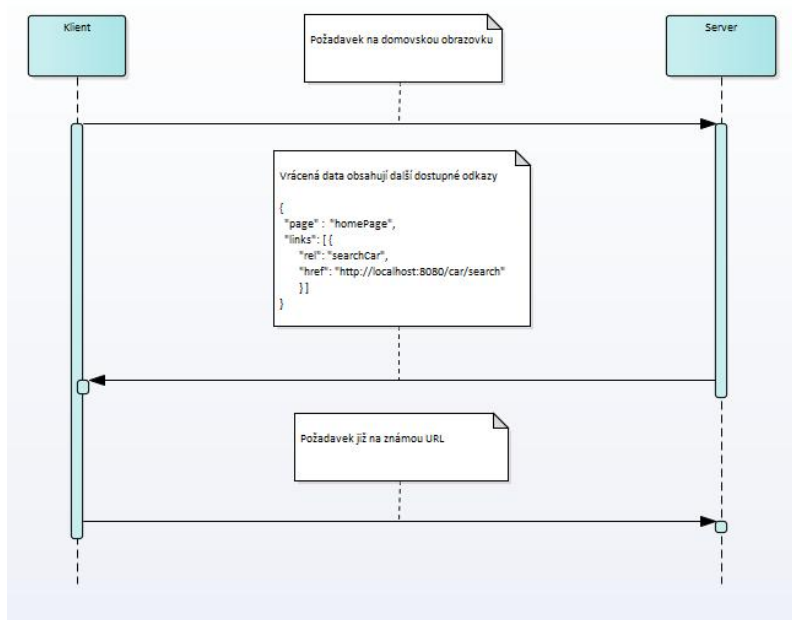 Klient
Požadavek na domovskou obrazovku
Server
Vrácená data obsahují další dostupné odkazy
{
"page" : "homePage",
"links": [ {
"rel": "searchCar",
"href": "http://localhost:8080/car/search"
} ]
}
Požadavek již na známou URL